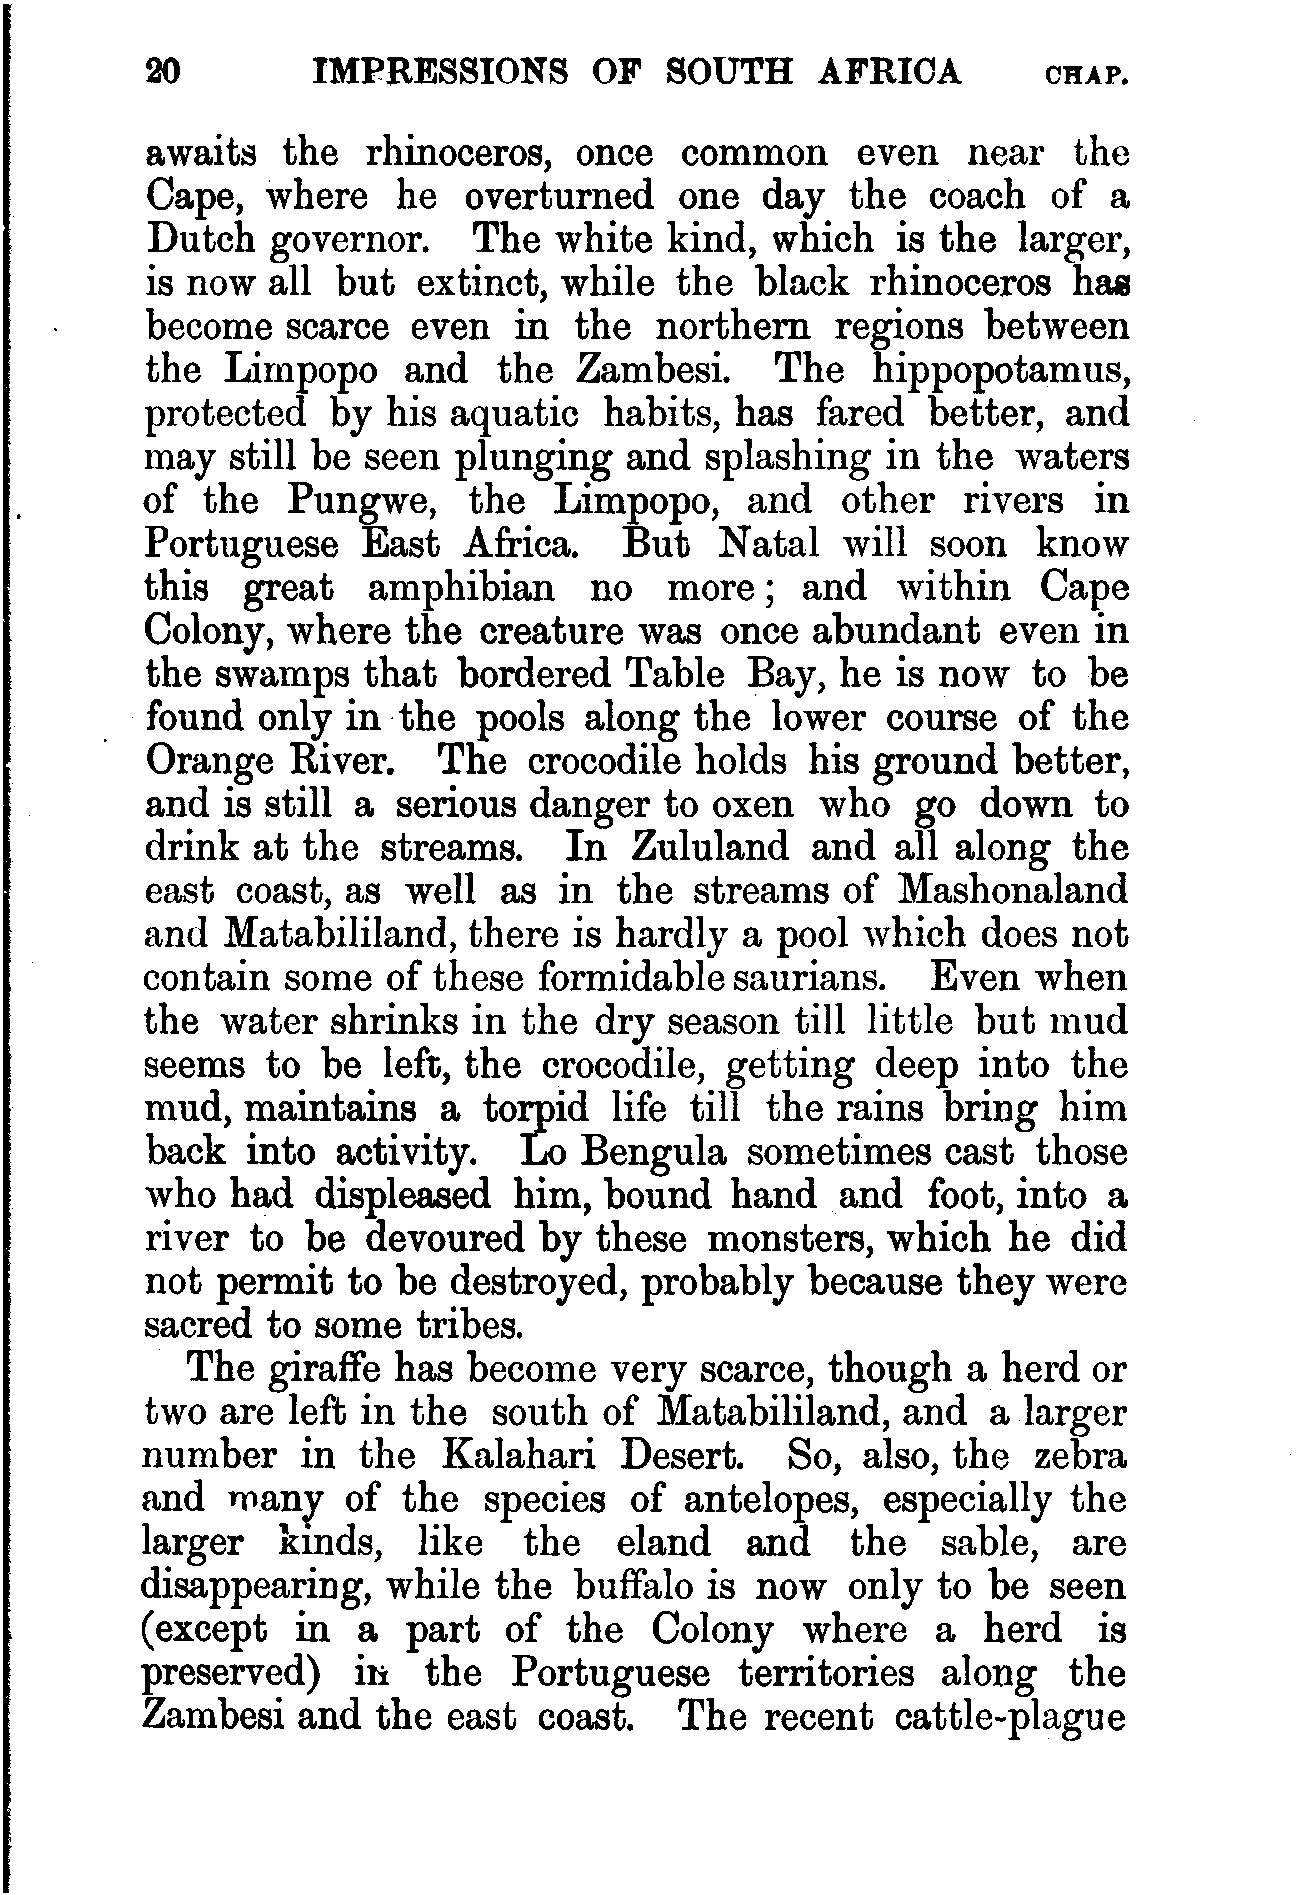 20 IMPRESSIONS OF SOUTH AFRICA CHAP.
awaits the rhinoceros, once common even near the
Cape, where he overturned one day the coach of a
Dutch governor. The white kind, which is the larger,
is now all but extinct, while the black rhinoceros has
become scarce even in the northern regions between
the Limpopo and the Zambesi. The hippopotamus,
protected by his aquatic habits, has fared better, and
may still be seen plunging and splashing in the waters
of the Pungwe, the Limpopo, and other rivers in
Portuguese East Africa. But Natal will soon know
this great amphibian no more; and within Cape
Colony, where the creature was once abundant even in
the swamps that bordered Table Bay, he is now to be
found only in the pools along the lower course of the
Orange River. The crocodile holds his ground better,
and is still a serious danger to oxen who go down to
drink at the streams. In Zululand and all along the
east coast, as well as in the streams of Mashonaland
and Matabililand, there is hardly a pool which does not
contain some of these formidable saurians. Even when
the water shrinks in the dry season till little but mud
seems to be left, the crocodile, getting deep into the
mud, maintains a torpid life till the rains bring him
back into activity. Lo Bengula sometimes cast those
who had displeased him, bound hand and foot, into a
river to be devoured by these monsters, which he did
not permit to be destroyed, probably because they were
sacred to some tribes.
The giraffe has become very scarce, though a herd or
two are left in the south of Matabililand, and a larger
number in the Kalahari Desert. So, also, the zebra
and many of the species of antelopes, especially the
larger kinds, like the eland and the sable, are
disappearing, while the buffalo is now only to be seen
(except in a part of the Colony where a herd is
preserved) in the Portuguese territories along the
Zambesi and the east coast. The recent cattle-plague